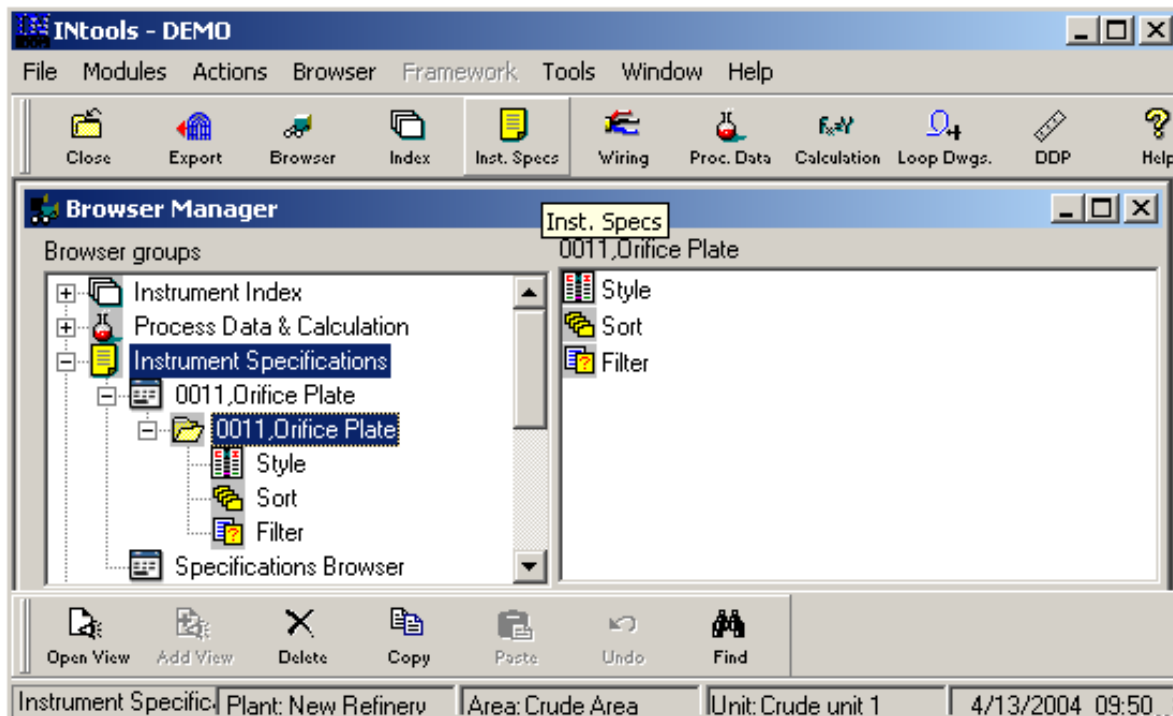 INtools - DEMO
File Modules Actions Browser Framework Tools Window Help
Close Export Browser Index Inst. Specs Wiring Proc. Data Calculation Loop Dwgs. DDP Help
Browser Manager
Inst. Specs
Browser groups
0011,Orifice Plate
Instrument Index
Process Data & Calculation
Instrument Specifications
0011,Orifice Plate
0011,Orifice Plate
Style
Sort
Filter
Specifications Browser
Style
Sort
Filter
Open View Add View Delete Copy Paste Undo Find
Instrument Specific Plant: New Refinery Area: Crude Area Unit: Crude unit 1 4/13/2004 09:50